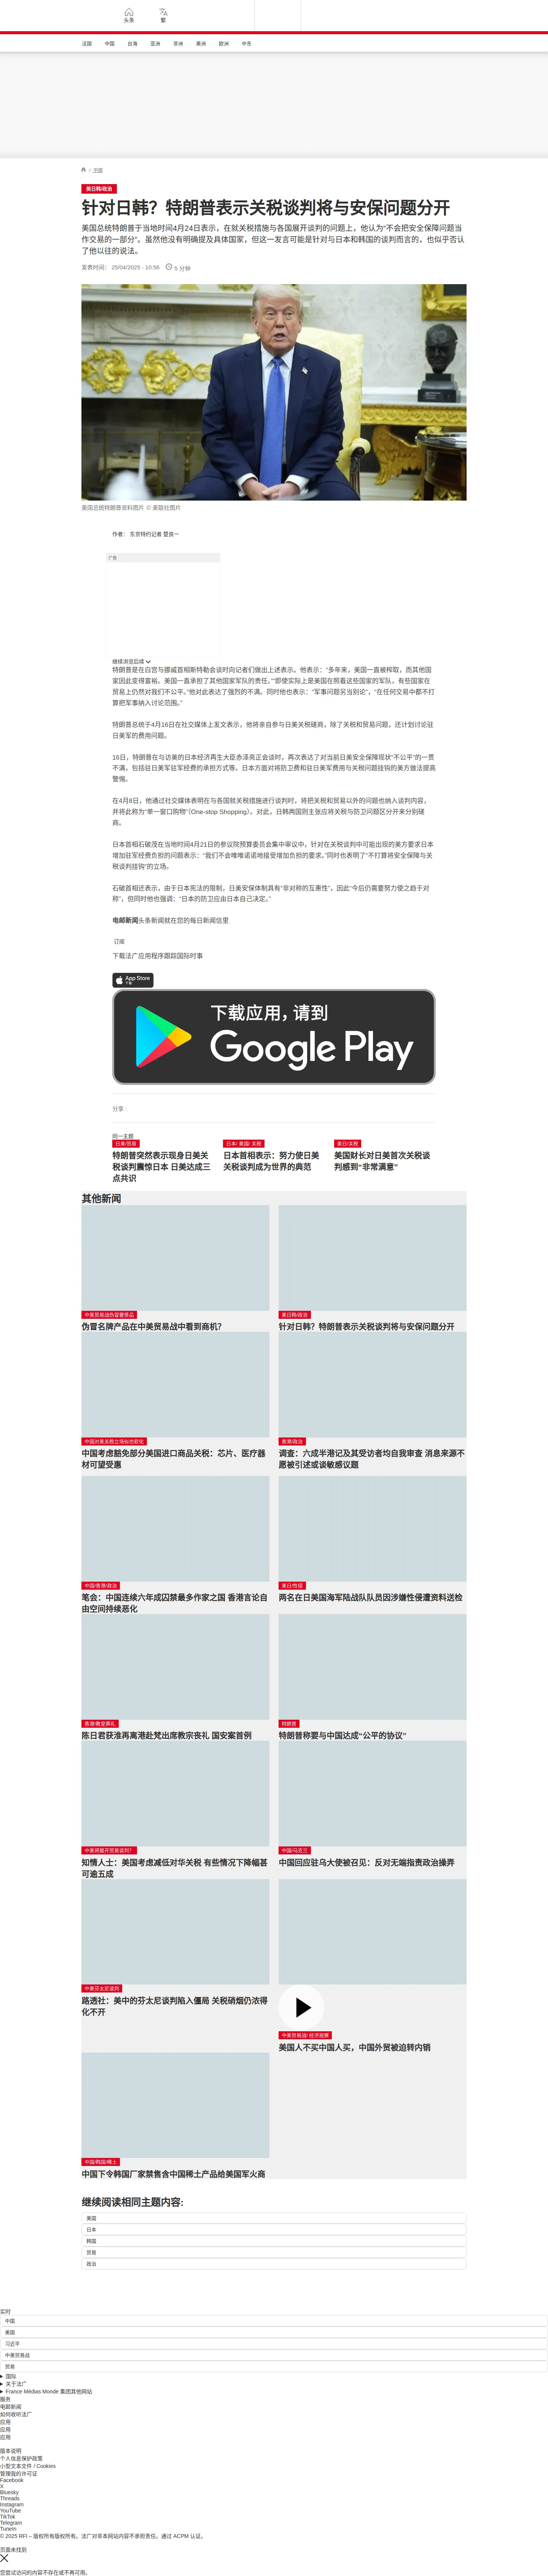 头条
繁
法国
中国
台海
亚洲
非洲
美洲
欧洲
中东
/ 中国
美日韩/政治
针对日韩？特朗普表示关税谈判将与安保问题分开
美国总统特朗普于当地时间4月24日表示，在就关税措施与各国展开谈判的问题上，他认为“不会把安全保障问题当
作交易的一部分”。虽然他没有明确提及具体国家，但这一发言可能是针对与日本和韩国的谈判而言的，也似乎否认
了他以往的说法。
发表时间： 25/04/2025 - 10:56
5 分钟
美国总统特朗普资料图片 © 美联社图片
作者： 东京特约记者 楚良一
广告
继续浏览后续
特朗普是在白宫与挪威首相斯特勒会谈时向记者们做出上述表示。他表示：“多年来，美国一直被榨取，而其他国
家因此变得富裕。美国一直承担了其他国家军队的责任。”“即使实际上是美国在照看这些国家的军队，有些国家在
贸易上仍然对我们不公平。”他对此表达了强烈的不满。同时他也表示：“军事问题另当别论”，“在任何交易中都不打
算把军事纳入讨论范围。”
特朗普总统于4月16日在社交媒体上发文表示，他将亲自参与日美关税磋商，除了关税和贸易问题，还计划讨论驻
日美军的费用问题。
16日，特朗普在与访美的日本经济再生大臣赤泽亮正会谈时，再次表达了对当前日美安全保障现状“不公平”的一贯
不满，包括驻日美军驻军经费的承担方式等。日本方面对将防卫费和驻日美军费用与关税问题挂钩的美方做法提高
警惕。
在4月8日，他通过社交媒体表明在与各国就关税措施进行谈判时，将把关税和贸易以外的问题也纳入谈判内容，
并将此称为“单一窗口购物”（One-stop Shopping）。对此，日韩两国则主张应将关税与防卫问题区分开来分别磋
商。
日本首相石破茂在当地时间4月21日的参议院预算委员会集中审议中，针对在关税谈判中可能出现的美方要求日本
增加驻军经费负担的问题表示：“我们不会唯唯诺诺地接受增加负担的要求。”同时也表明了“不打算将安全保障与关
税谈判挂钩”的立场。
石破首相还表示，由于日本宪法的限制，日美安保体制具有“非对称的互惠性”，因此“今后仍需要努力使之趋于对
称”，但同时他也强调：“日本的防卫应由日本自己决定。”
电邮新闻头条新闻就在您的每日新闻信里
订阅
下载法广应用程序跟踪国际时事
App Store
下载
下载应用，请到
Google Play
分享 :
同一主题
日美/贸易
特朗普突然表示现身日美关
税谈判震惊日本 日美达成三
点共识
日本/ 美国/ 关税
日本首相表示：努力使日美
关税谈判成为世界的典范
美日/关税
美国财长对日美首次关税谈
判感到“非常满意”
其他新闻
中美贸易战伪冒奢侈品
伪冒名牌产品在中美贸易战中看到商机？
美日韩/政治
针对日韩？特朗普表示关税谈判将与安保问题分开
中国对美关税立场似也软化
中国考虑豁免部分美国进口商品关税：芯片、医疗器
材可望受惠
香港/政治
调查：六成半港记及其受访者均自我审查 消息来源不
愿被引述或谈敏感议题
中国/香港/政治
笔会：中国连续六年成囚禁最多作家之国 香港言论自
由空间持续恶化
美日/性侵
两名在日美国海军陆战队队员因涉嫌性侵遭资料送检
香港/教皇葬礼
陈日君获淮再离港赴梵出席教宗丧礼 国安案首例
特朗普
特朗普称要与中国达成“公平的协议”
中美将展开贸易谈判?
知情人士：美国考虑减低对华关税 有些情况下降幅甚
可逾五成
中国/乌克兰
中国回应驻乌大使被召见：反对无端指责政治操弄
中美芬太尼谈判
路透社：美中的芬太尼谈判陷入僵局 关税硝烟仍浓得
化不开
中美贸易战/ 经济观察
美国人不买中国人买，中国外贸被迫转内销
中国/韩国/稀土
中国下令韩国厂家禁售含中国稀土产品给美国军火商
继续阅读相同主题内容:
美国
日本
韩国
贸易
政治
实时
中国
美国
习近平
中美贸易战
贸易
国际
关于法广
France Médias Monde 集团其他网站
服务
电邮新闻
如何收听法广
应用
应用
应用
版本说明
个人信息保护政策
小型文本文件 / Cookies
管理我的许可证
Facebook
X
Bluesky
Threads
Instagram
YouTube
TikTok
Telegram
TuneIn
© 2025 RFI – 版权所有版权所有。法广对非本网站内容不承担责任。通过 ACPM 认证。
页面未找到
您尝试访问的内容不存在或不再可用。